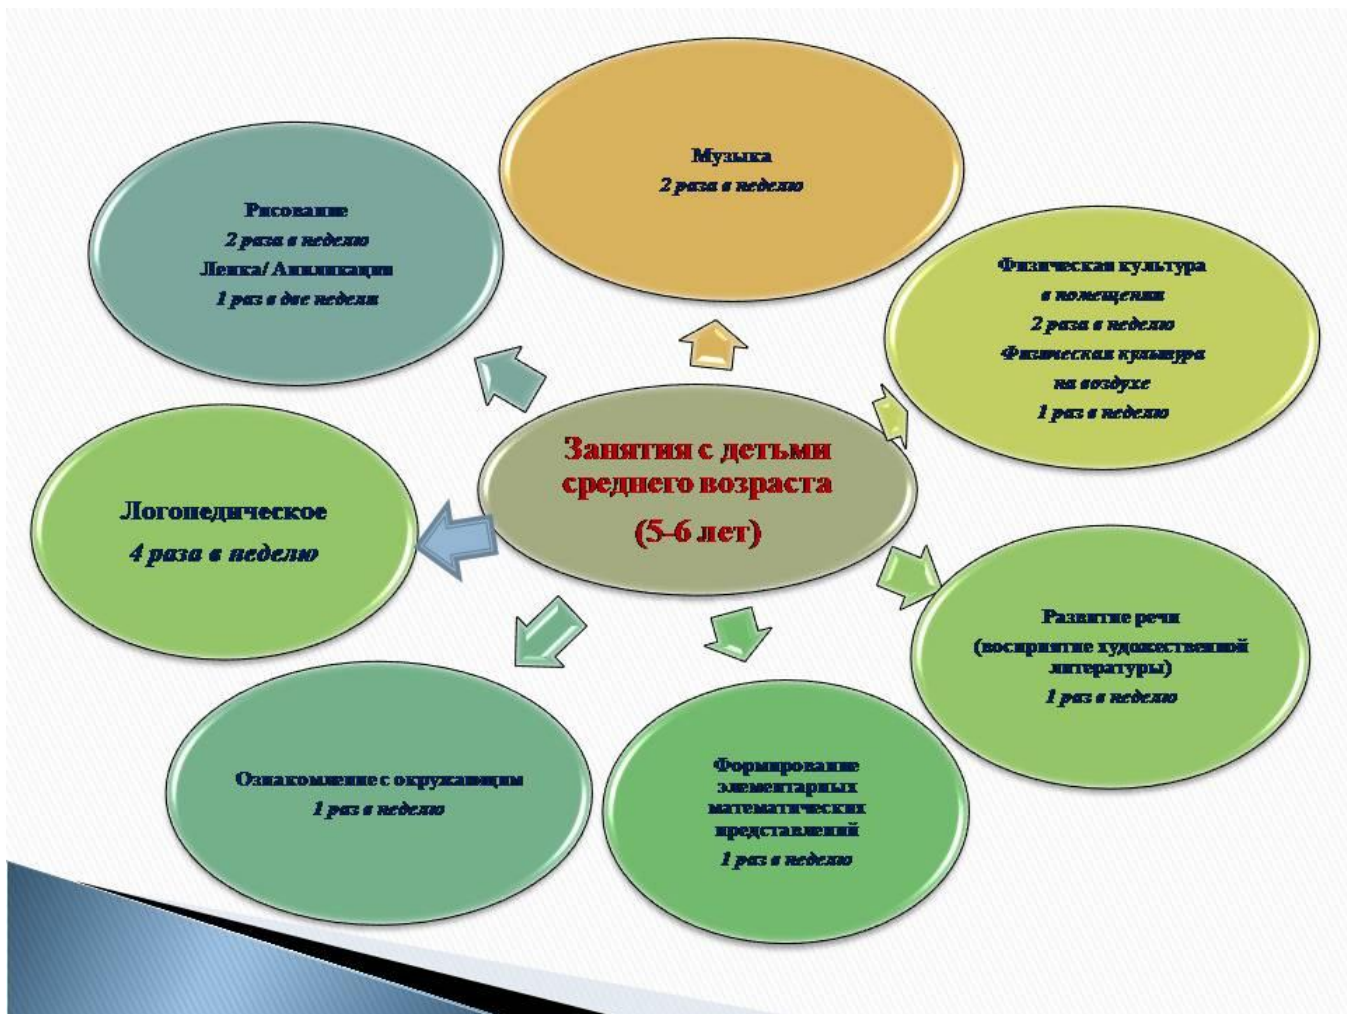 Музыка
2 раза в неделю
Рисование
2 раза в неделю
Лепка/ Аппликация
1 раз в две недели
Физическая культура
в помещении
2 раза в неделю
Физическая культура
на воздухе
1 раз в неделю
Занятия с детьми
среднего возраста
(5-6 лет)
Логопедическое
4 раза в неделю
Развитие речи
(восприятие художественной
литературы)
1 раз в неделю
Ознакомление с окружающим
1 раз в неделю
Формирование
элементарных
математических
представлений
1 раз в неделю